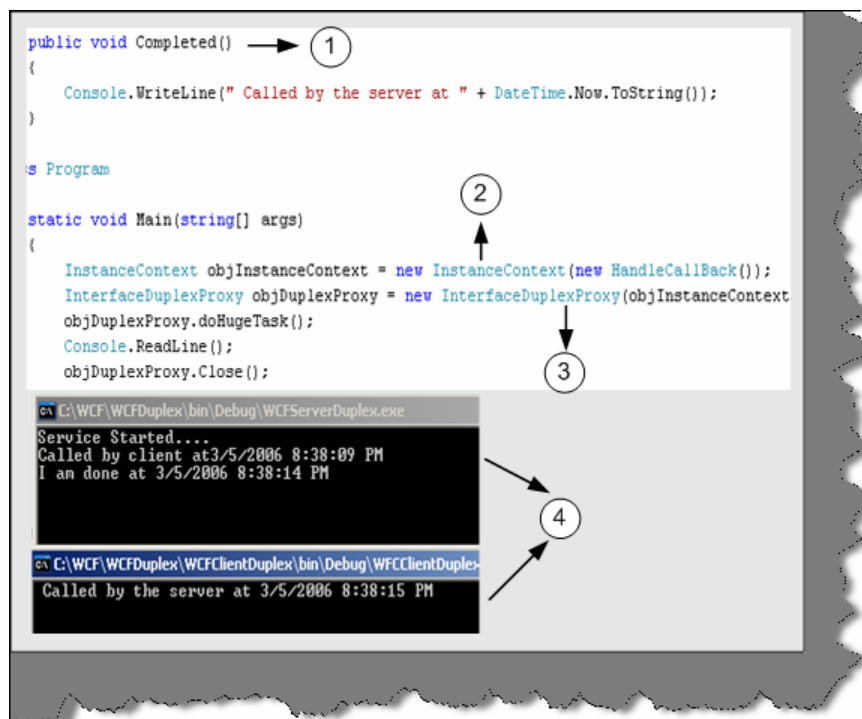 public void Completed()
1
{
Console.WriteLine(" Called by the server at " + DateTime.Now.ToString());
}
s Program
2
static void Main(string[] args)
{
InstanceContext objInstanceContext = new InstanceContext(new HandleCallBack());
InterfaceDuplexProxy objDuplexProxy = new InterfaceDuplexProxy(objInstanceContext
objDuplexProxy.doHugeTask();
Console.ReadLine();
3
objDuplexProxy.Close();
C:\WCF\WCFDuplex\bin\Debug\WCFServerDuplex.exe
Service Started....
Called by client at3/5/2006 8:38:09 PM
I am done at 3/5/2006 8:38:14 PM
4
C:\WCF\WCFDuplex\WCFClientDuplex\bin\Debug\WFCClientDuplex
Called by the server at 3/5/2006 8:38:15 PM